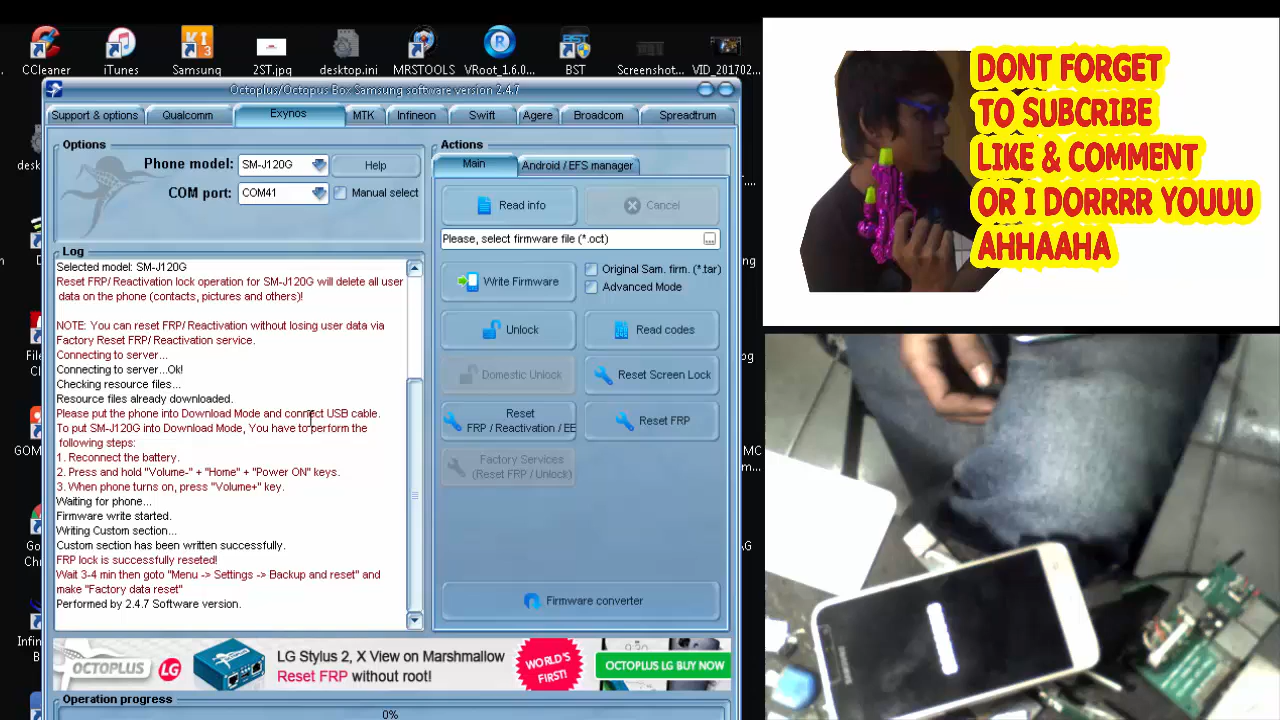 CCleaner
iTunes
Samsung
2ST.jpg
desktop.ini
MRSTOOLS
VRoot_1.6.0...
BST
Screenshot...
VID_201702...
Octoplus/Octopus Box Samsung software version 2.4.7
Support & options
Qualcomm
Exynos
MTK
Infineon
Swift
Agere
Broadcom
Spreadtrum
Options
Phone model:
SM-J120G
Help
COM port:
COM41
Manual select
Log
Selected model: SM-J120G
Reset FRP/ Reactivation lock operation for SM-J120G will delete all user
data on the phone (contacts, pictures and others)!
NOTE: You can reset FRP/ Reactivation without losing user data via
Factory Reset FRP/ Reactivation service.
Connecting to server...
Connecting to server...Ok!
Checking resource files...
Resource files already downloaded.
Please put the phone into Download Mode and connect USB cable.
To put SM-J120G into Download Mode, You have to perform the
following steps:
1. Reconnect the battery.
2. Press and hold "Volume-" + "Home" + "Power ON" keys.
3. When phone turns on, press "Volume+" key.
Waiting for phone...
Firmware write started.
Writing Custom section...
Custom section has been written successfully.
FRP lock is successfully reseted!
Wait 3-4 min then goto "Menu -> Settings -> Backup and reset" and
make "Factory data reset"
Performed by 2.4.7 Software version.
Actions
Main
Android / EFS manager
Read info
Cancel
Please, select firmware file (*.oct)
...
Write Firmware
Original Sam. firm. (*.tar)
Advanced Mode
Unlock
Read codes
Domestic Unlock
Reset Screen Lock
Reset
FRP / Reactivation / EE
Reset FRP
Factory Services
(Reset FRP / Unlock)
Firmware converter
OCTOPLUS
LG
LG Stylus 2, X View on Marshmallow
Reset FRP without root!
WORLD'S
FIRST!
9:30
OCTOPLUS LG BUY NOW
Operation progress
0%
DONT FORGET
TO SUBCRIBE
LIKE & COMMENT
OR I DORRRR YOUUU
AHHAAHA
SAMSUNG